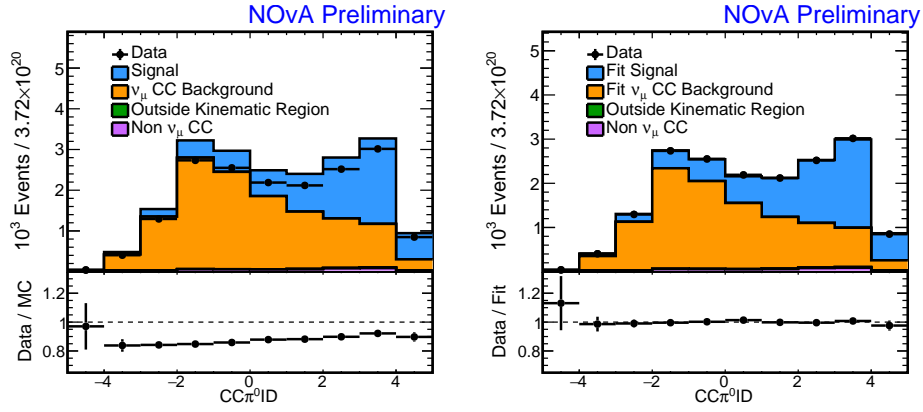 NOvA Preliminary
Data
Signal
νμ CC Background
Outside Kinematic Region
Non νμ CC
10³ Events / 3.72×10²⁰
5
4
3
2
1
Data / MC
1.2
1
0.8
−4 −2 0 2 4
CCπ⁰ID
NOvA Preliminary
Data
Fit Signal
Fit νμ CC Background
Outside Kinematic Region
Non νμ CC
10³ Events / 3.72×10²⁰
5
4
3
2
1
Data / Fit
1.2
1
0.8
−4 −2 0 2 4
CCπ⁰ID